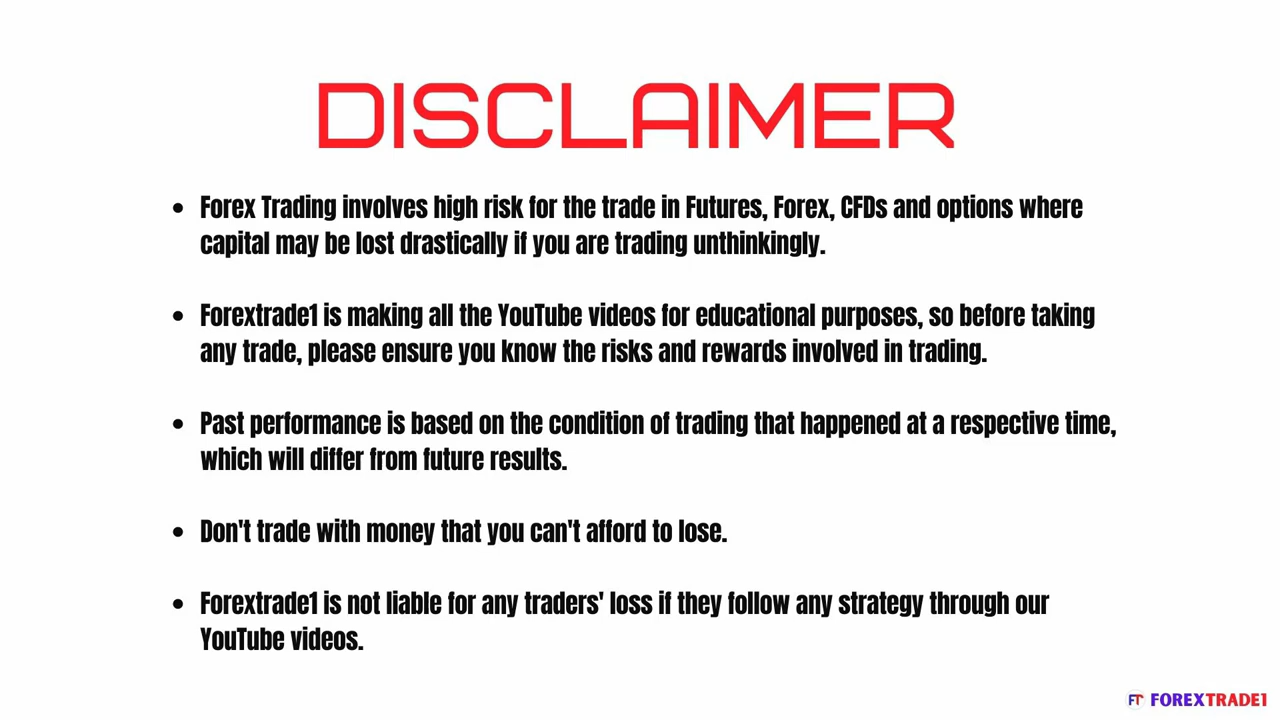 DISCLAIMER
• Forex Trading involves high risk for the trade in Futures, Forex, CFDs and options where
capital may be lost drastically if you are trading unthinkingly.
• Forextrade1 is making all the YouTube videos for educational purposes, so before taking
any trade, please ensure you know the risks and rewards involved in trading.
• Past performance is based on the condition of trading that happened at a respective time,
which will differ from future results.
• Don't trade with money that you can't afford to lose.
• Forextrade1 is not liable for any traders' loss if they follow any strategy through our
YouTube videos.
FT FOREXTRADE1